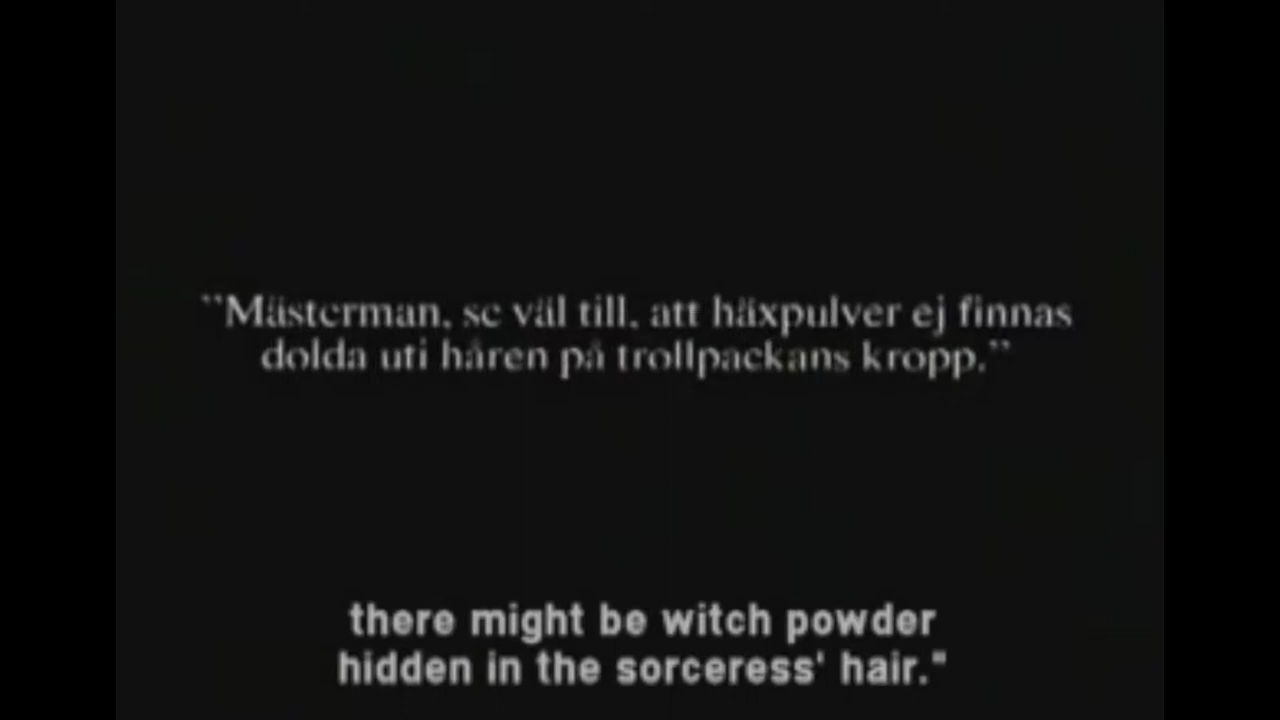 "Mästerman, se väl till, att häxpulver ej finnas
dolda uti håren på trollpackans kropp."
there might be witch powder
hidden in the sorceress' hair."